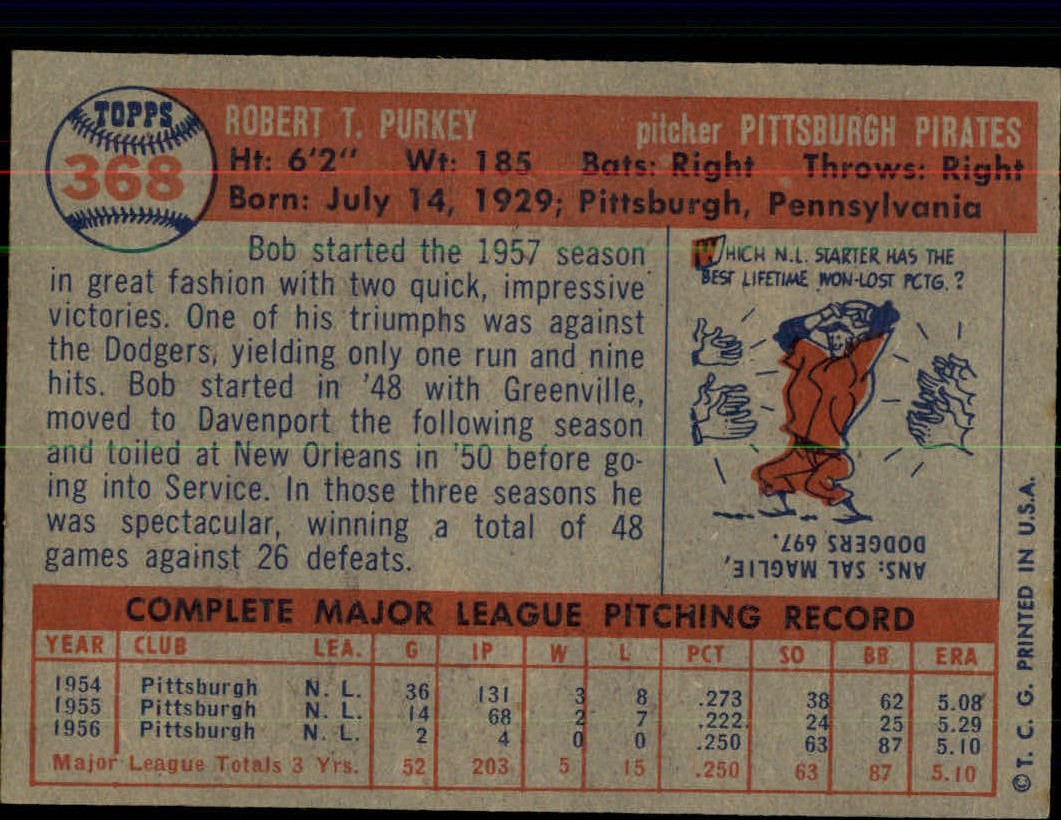 TOPPS
368
ROBERT T. PURKEY pitcher PITTSBURGH PIRATES
Ht: 6'2" Wt: 185 Bats: Right Throws: Right
Born: July 14, 1929; Pittsburgh, Pennsylvania
Bob started the 1957 season
in great fashion with two quick, impressive
victories. One of his triumphs was against
the Dodgers, yielding only one run and nine
hits. Bob started in '48 with Greenville,
moved to Davenport the following season
and toiled at New Orleans in '50 before go-
ing into Service. In those three seasons he
was spectacular, winning a total of 48
games against 26 defeats.
WHICH N.L. STARTER HAS THE
BEST LIFETIME WON-LOST PCTG.?
ANS: SAL MAGLIE,
DODGERS 697.
COMPLETE MAJOR LEAGUE PITCHING RECORD
YEAR CLUB LEA. G IP W L PCT SO BB ERA
1954 Pittsburgh N. L. 36 131 3 8 .273 38 62 5.08
1955 Pittsburgh N. L. 14 68 2 7 .222 24 25 5.29
1956 Pittsburgh N. L. 2 4 0 0 .250 63 87 5.10
Major League Totals 3 Yrs. 52 203 5 15 .250 63 87 5.10
© T. C. G. PRINTED IN U.S.A.